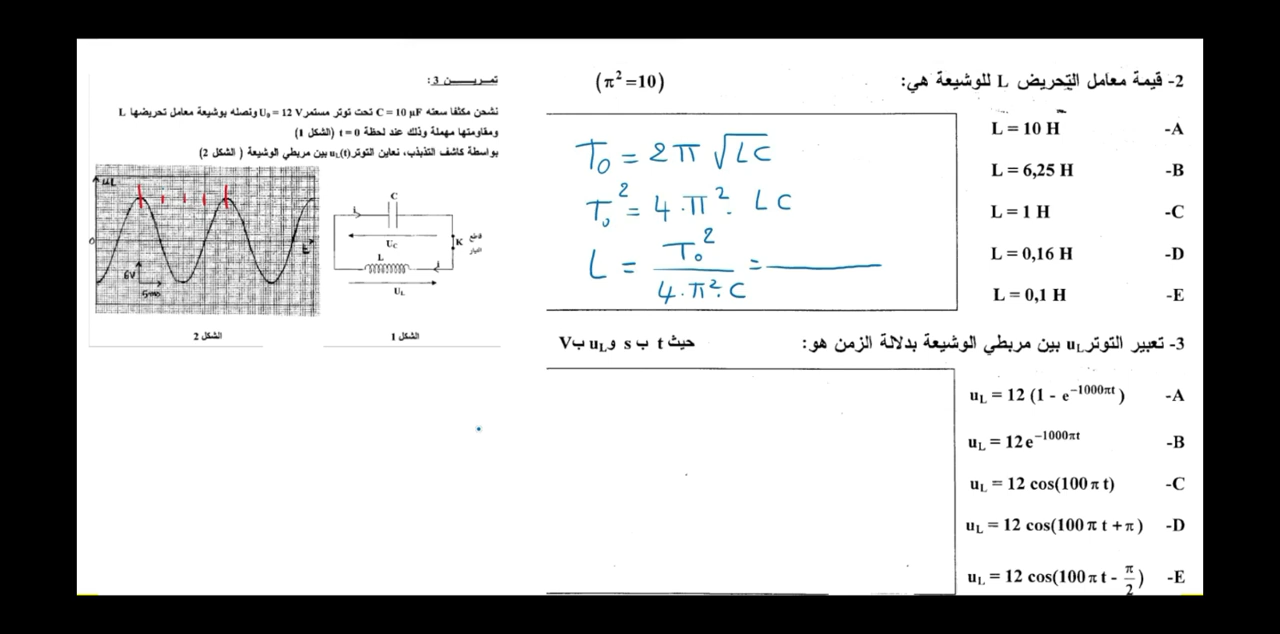 تمريـــــن 3 :
نشحن مكثفا سعته C = 10 µF تحت توتر مستمر U₀ = 12 V ونصله بوشيعة معامل تحريضها L
ومقاومتها مهملة وذلك عند لحظة t = 0 (الشكل 1)
بواسطة كاشف التذبذب، نعاين التوتر uL(t) بين مربطي الوشيعة ( الشكل 2)
uL
0
6V
5ms
t
الشكل 2
i
C
UC
K
قاطع
التيار
L
i
UL
الشكل 1
2- قيمة معامل التحريض L للوشيعة هي: (π²=10)
T₀ = 2π √LC
T₀² = 4.π². LC
L = T₀² / 4.π².C =
L = 10 H -A
L = 6,25 H -B
L = 1 H -C
L = 0,16 H -D
L = 0,1 H -E
3- تعبير التوتر uL بين مربطي الوشيعة بدلالة الزمن هو: حيث t ب s و uL ب V
uL = 12 (1 - e^−1000πt) -A
uL = 12 e^−1000πt -B
uL = 12 cos(100 π t) -C
uL = 12 cos(100 π t + π) -D
uL = 12 cos(100 π t - π/2) -E